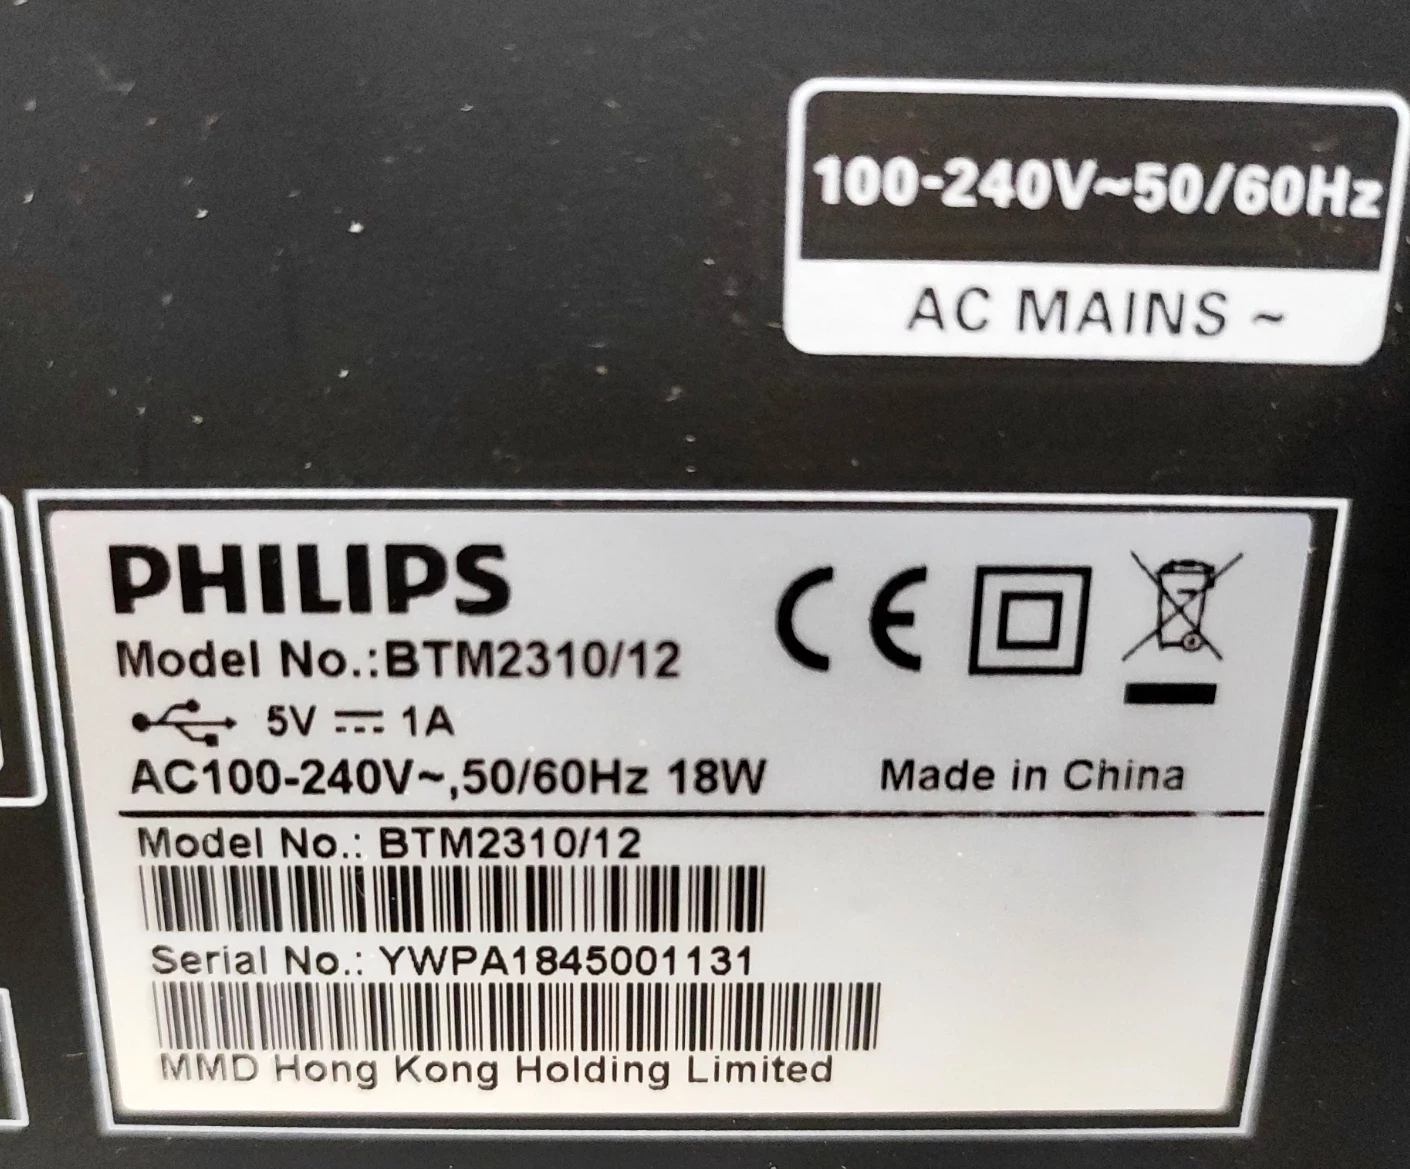 100-240V~50/60Hz
AC MAINS ~
PHILIPS
Model No.:BTM2310/12
5V ⎓ 1A
AC100-240V~,50/60Hz 18W
Made in China
Model No.: BTM2310/12
Serial No.: YWPA1845001131
MMD Hong Kong Holding Limited